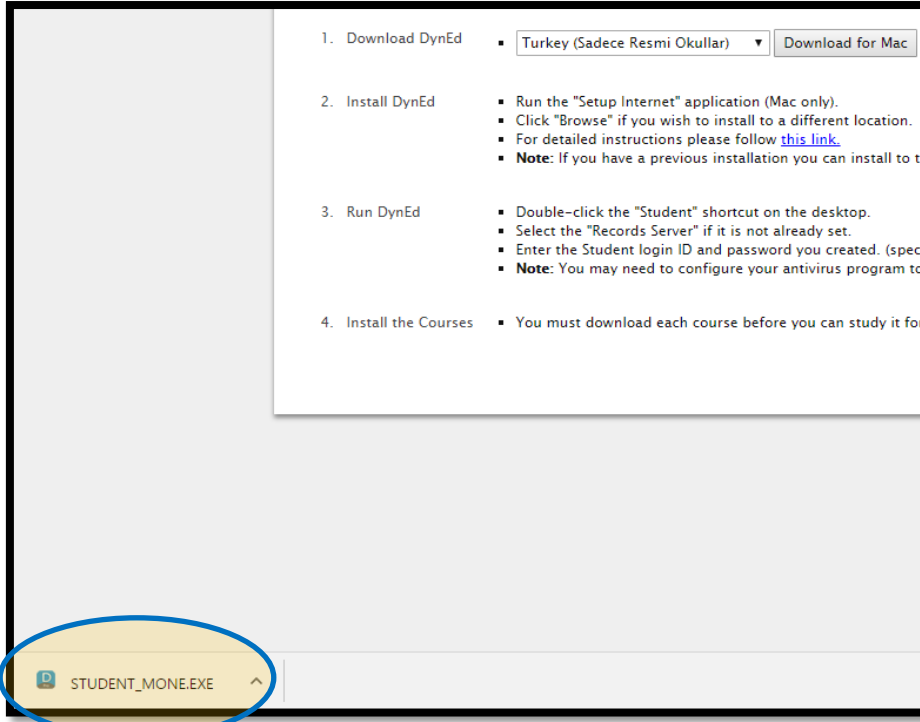 1. Download DynEd
Turkey (Sadece Resmi Okullar) Download for Mac
2. Install DynEd
Run the "Setup Internet" application (Mac only).
Click "Browse" if you wish to install to a different location.
For detailed instructions please follow this link.
Note: If you have a previous installation you can install to
3. Run DynEd
Double-click the "Student" shortcut on the desktop.
Select the "Records Server" if it is not already set.
Enter the Student login ID and password you created. (spec
Note: You may need to configure your antivirus program to
4. Install the Courses
You must download each course before you can study it for
STUDENT_MONE.EXE